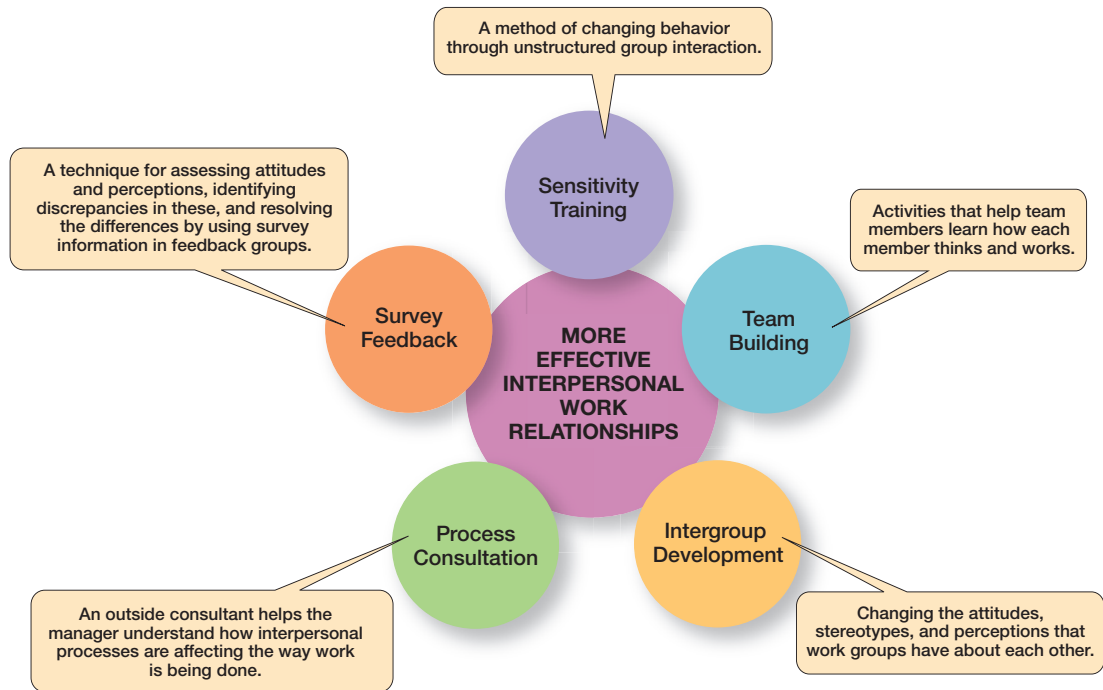 A method of changing behavior
through unstructured group interaction.
Sensitivity
Training
A technique for assessing attitudes
and perceptions, identifying
discrepancies in these, and resolving
the differences by using survey
information in feedback groups.
Survey
Feedback
Activities that help team
members learn how each
member thinks and works.
Team
Building
MORE
EFFECTIVE
INTERPERSONAL
WORK
RELATIONSHIPS
Process
Consultation
An outside consultant helps the
manager understand how interpersonal
processes are affecting the way work
is being done.
Intergroup
Development
Changing the attitudes,
stereotypes, and perceptions that
work groups have about each other.